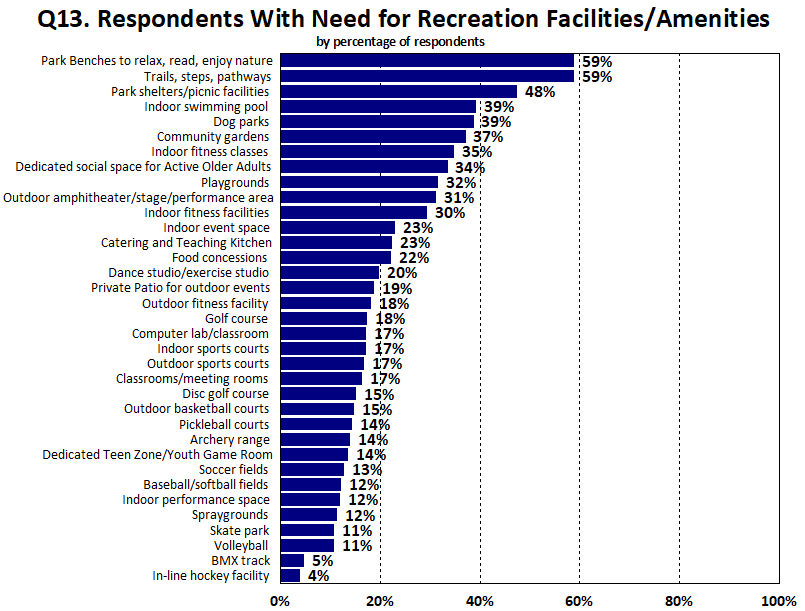 Q13. Respondents With Need for Recreation Facilities/Amenities
by percentage of respondents
Park Benches to relax, read, enjoy nature 59%
Trails, steps, pathways 59%
Park shelters/picnic facilities 48%
Indoor swimming pool 39%
Dog parks 39%
Community gardens 37%
Indoor fitness classes 35%
Dedicated social space for Active Older Adults 34%
Playgrounds 32%
Outdoor amphitheater/stage/performance area 31%
Indoor fitness facilities 30%
Indoor event space 23%
Catering and Teaching Kitchen 23%
Food concessions 22%
Dance studio/exercise studio 20%
Private Patio for outdoor events 19%
Outdoor fitness facility 18%
Golf course 18%
Computer lab/classroom 17%
Indoor sports courts 17%
Outdoor sports courts 17%
Classrooms/meeting rooms 17%
Disc golf course 15%
Outdoor basketball courts 15%
Pickleball courts 14%
Archery range 14%
Dedicated Teen Zone/Youth Game Room 14%
Soccer fields 13%
Baseball/softball fields 12%
Indoor performance space 12%
Spraygrounds 12%
Skate park 11%
Volleyball 11%
BMX track 5%
In-line hockey facility 4%
0% 20% 40% 60% 80% 100%